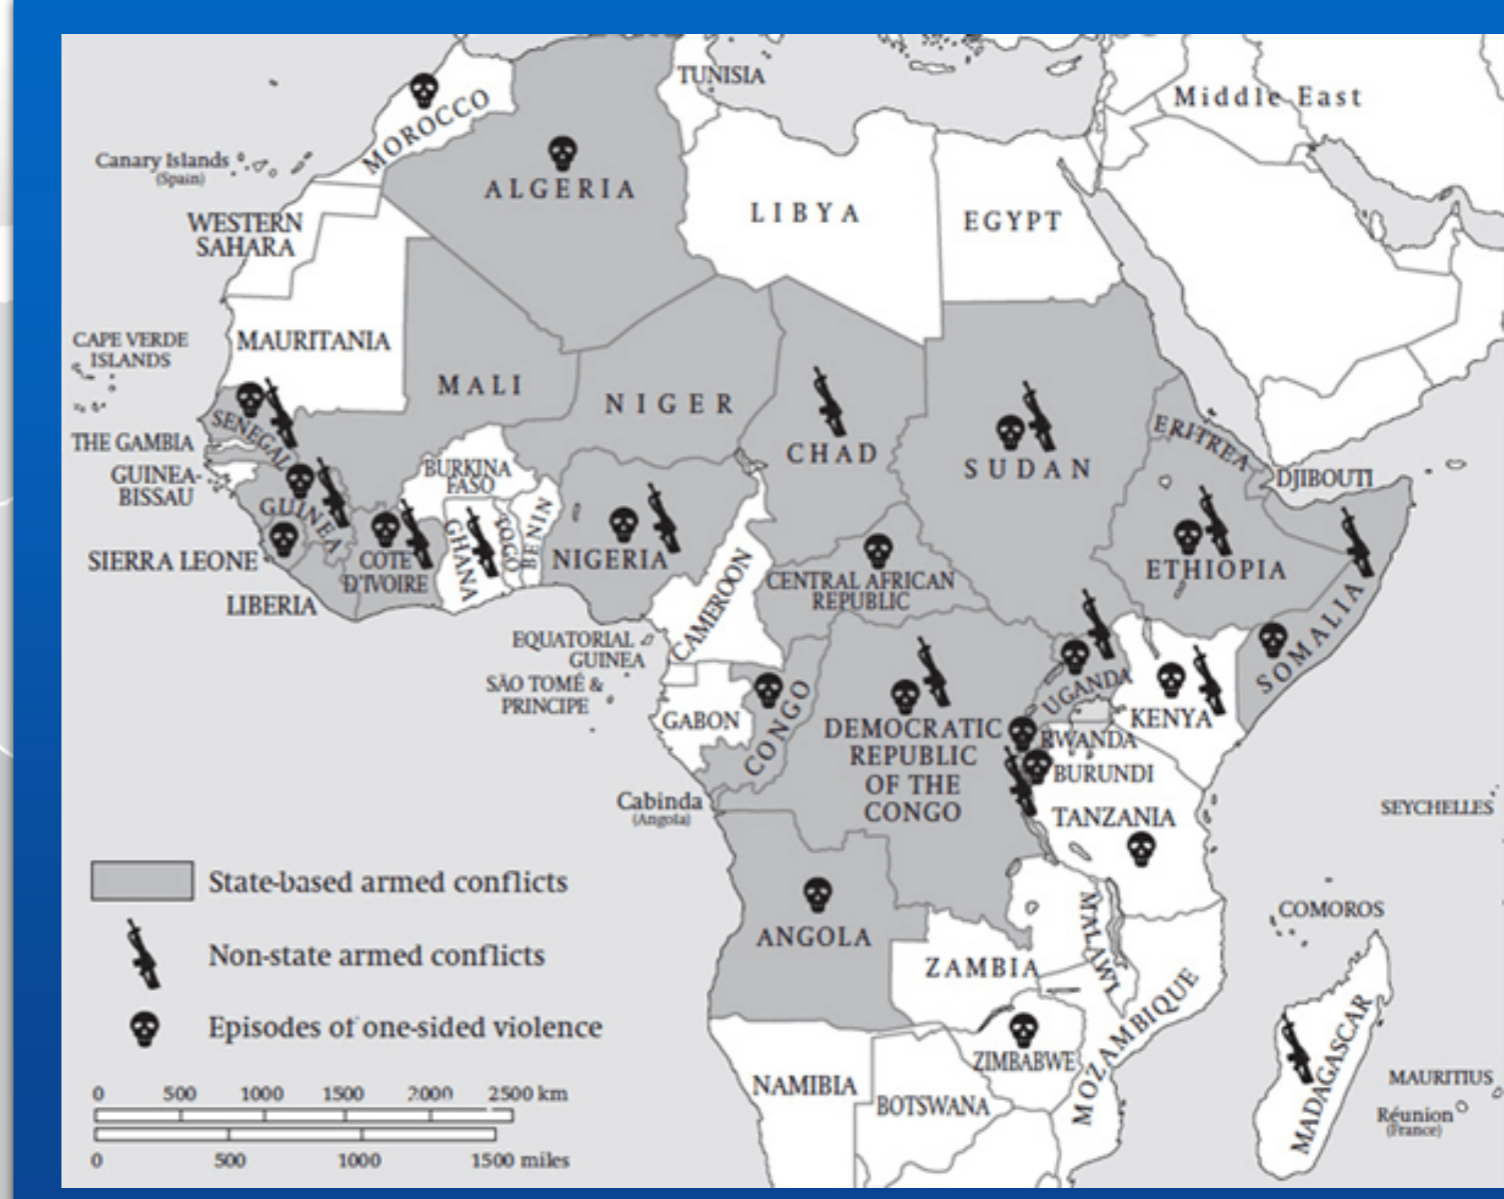 TUNISIA
Middle East
MOROCCO
Canary Islands
(Spain)
ALGERIA
LIBYA
EGYPT
WESTERN
SAHARA
CAPE VERDE
ISLANDS
MAURITANIA
MALI
NIGER
CHAD
SUDAN
ERITREA
SENEGAL
THE GAMBIA
GUINEA-
BISSAU
BURKINA
FASO
DJIBOUTI
GUINEA
SIERRA LEONE
COTE
D'IVOIRE
GHANA
TOGO
BENIN
NIGERIA
CENTRAL AFRICAN
REPUBLIC
ETHIOPIA
LIBERIA
CAMEROON
EQUATORIAL
GUINEA
SOMALIA
SÃO TOMÉ &
PRINCIPE
GABON
CONGO
DEMOCRATIC
REPUBLIC
OF THE
CONGO
UGANDA
KENYA
RWANDA
BURUNDI
Cabinda
(Angola)
TANZANIA
SEYCHELLES
State-based armed conflicts
ANGOLA
MALAWI
COMOROS
Non-state armed conflicts
ZAMBIA
Episodes of one-sided violence
ZIMBABWE
MOZAMBIQUE
MADAGASCAR
NAMIBIA
BOTSWANA
MAURITIUS
Réunion
(France)
0 500 1000 1500 2000 2500 km
0 500 1000 1500 miles